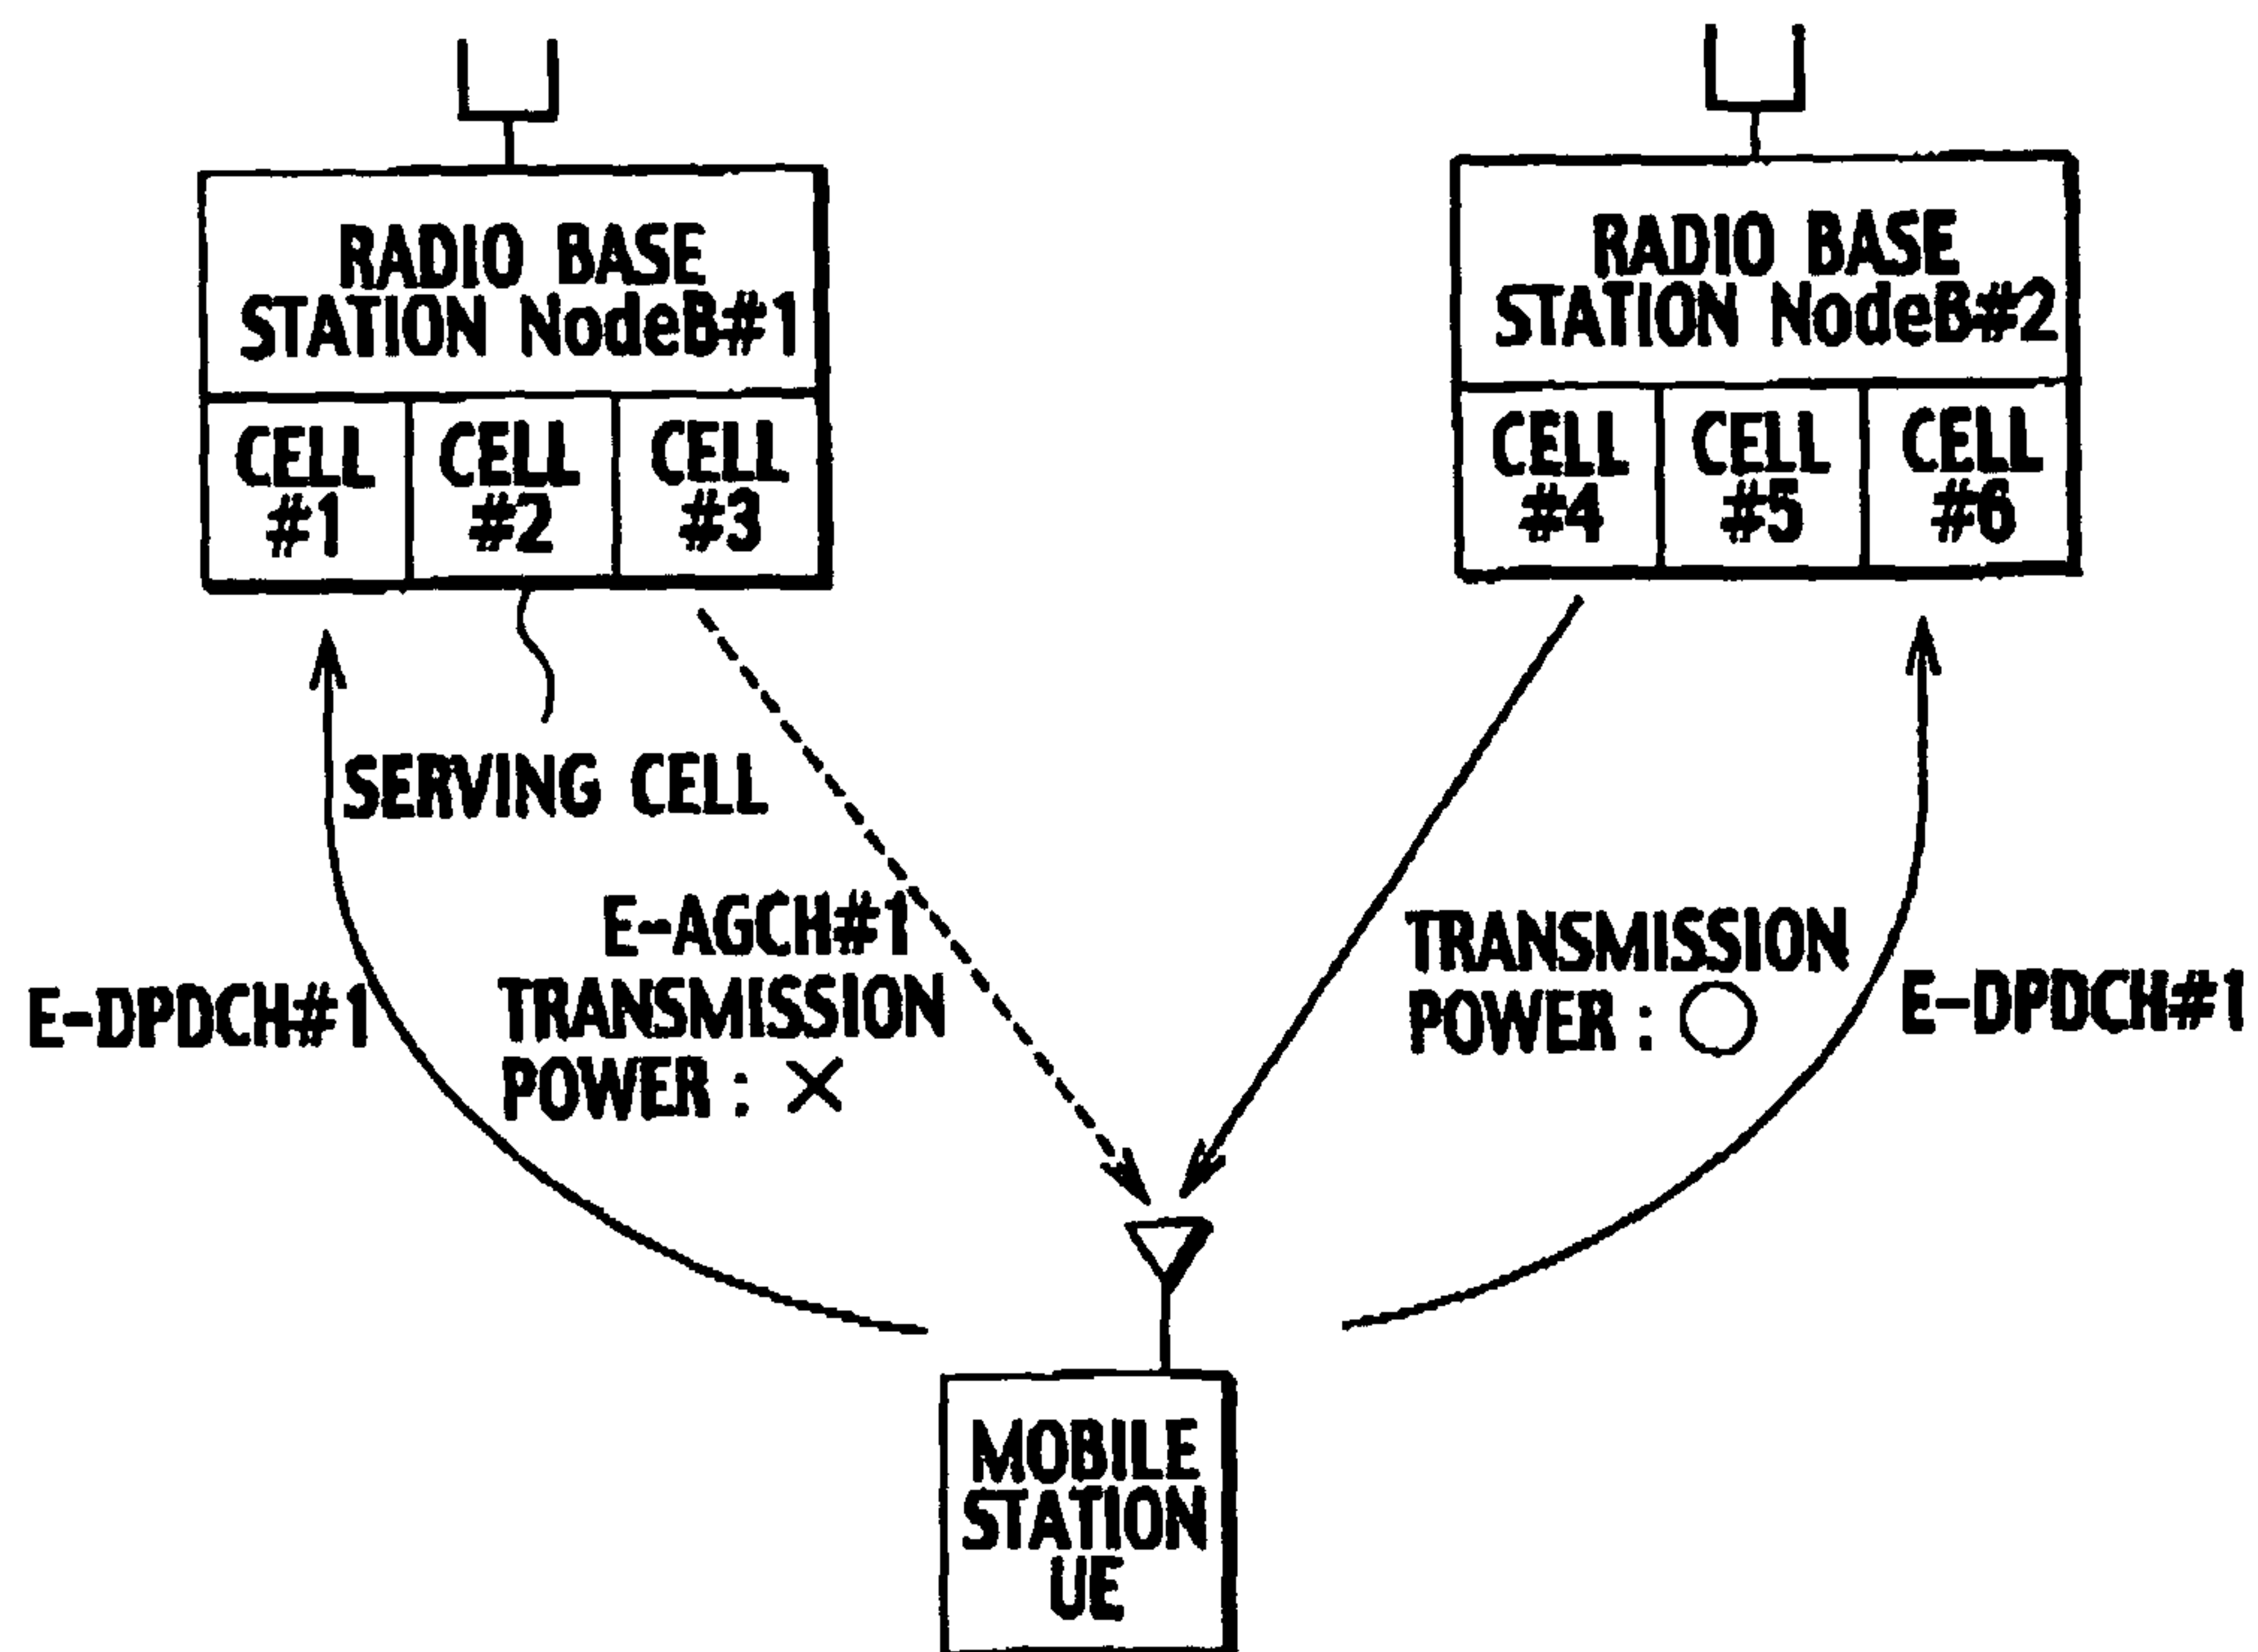 RADIO BASE
STATION NodeB#1
CELL
#1
CELL
#2
CELL
#3
RADIO BASE
STATION NodeB#2
CELL
#4
CELL
#5
CELL
#6
SERVING CELL
E-DPDCH#1
E-AGCH#1
TRANSMISSION
POWER : ×
TRANSMISSION
POWER : ○
E-DPDCH#1
MOBILE
STATION
UE